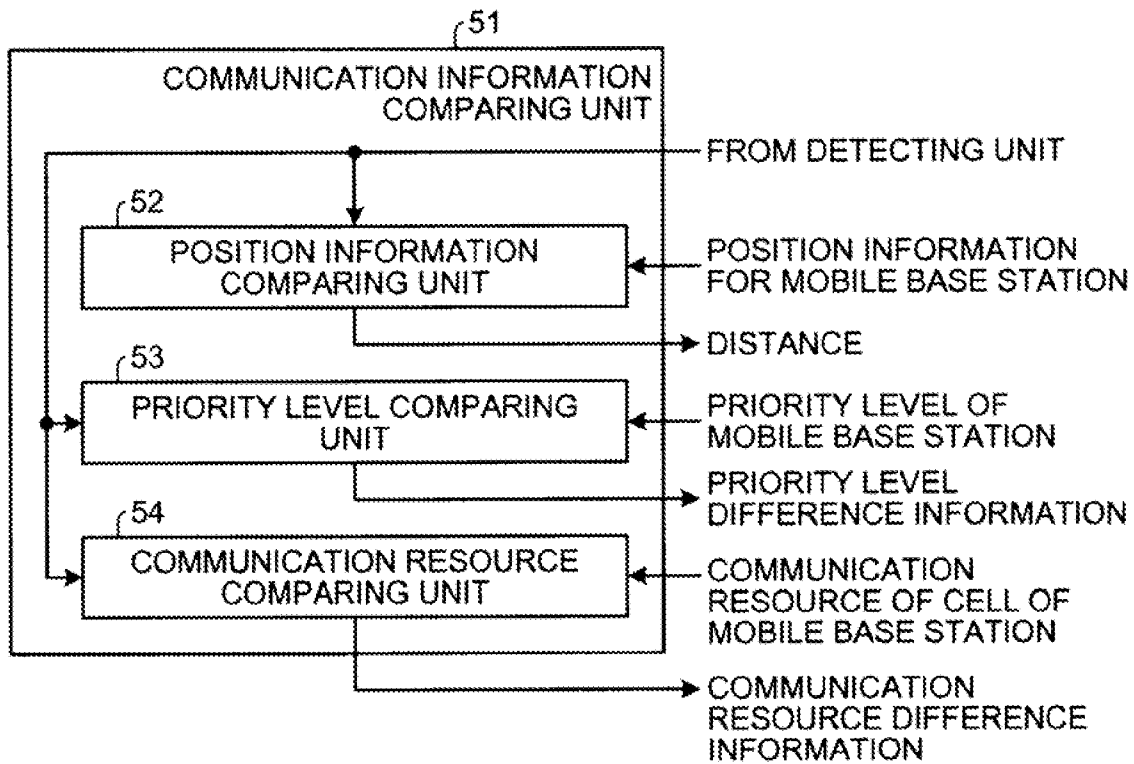 51
COMMUNICATION INFORMATION
COMPARING UNIT
FROM DETECTING UNIT
52
POSITION INFORMATION
COMPARING UNIT
POSITION INFORMATION
FOR MOBILE BASE STATION
DISTANCE
53
PRIORITY LEVEL COMPARING
UNIT
PRIORITY LEVEL OF
MOBILE BASE STATION
PRIORITY LEVEL
DIFFERENCE INFORMATION
54
COMMUNICATION RESOURCE
COMPARING UNIT
COMMUNICATION
RESOURCE OF CELL OF
MOBILE BASE STATION
COMMUNICATION
RESOURCE DIFFERENCE
INFORMATION